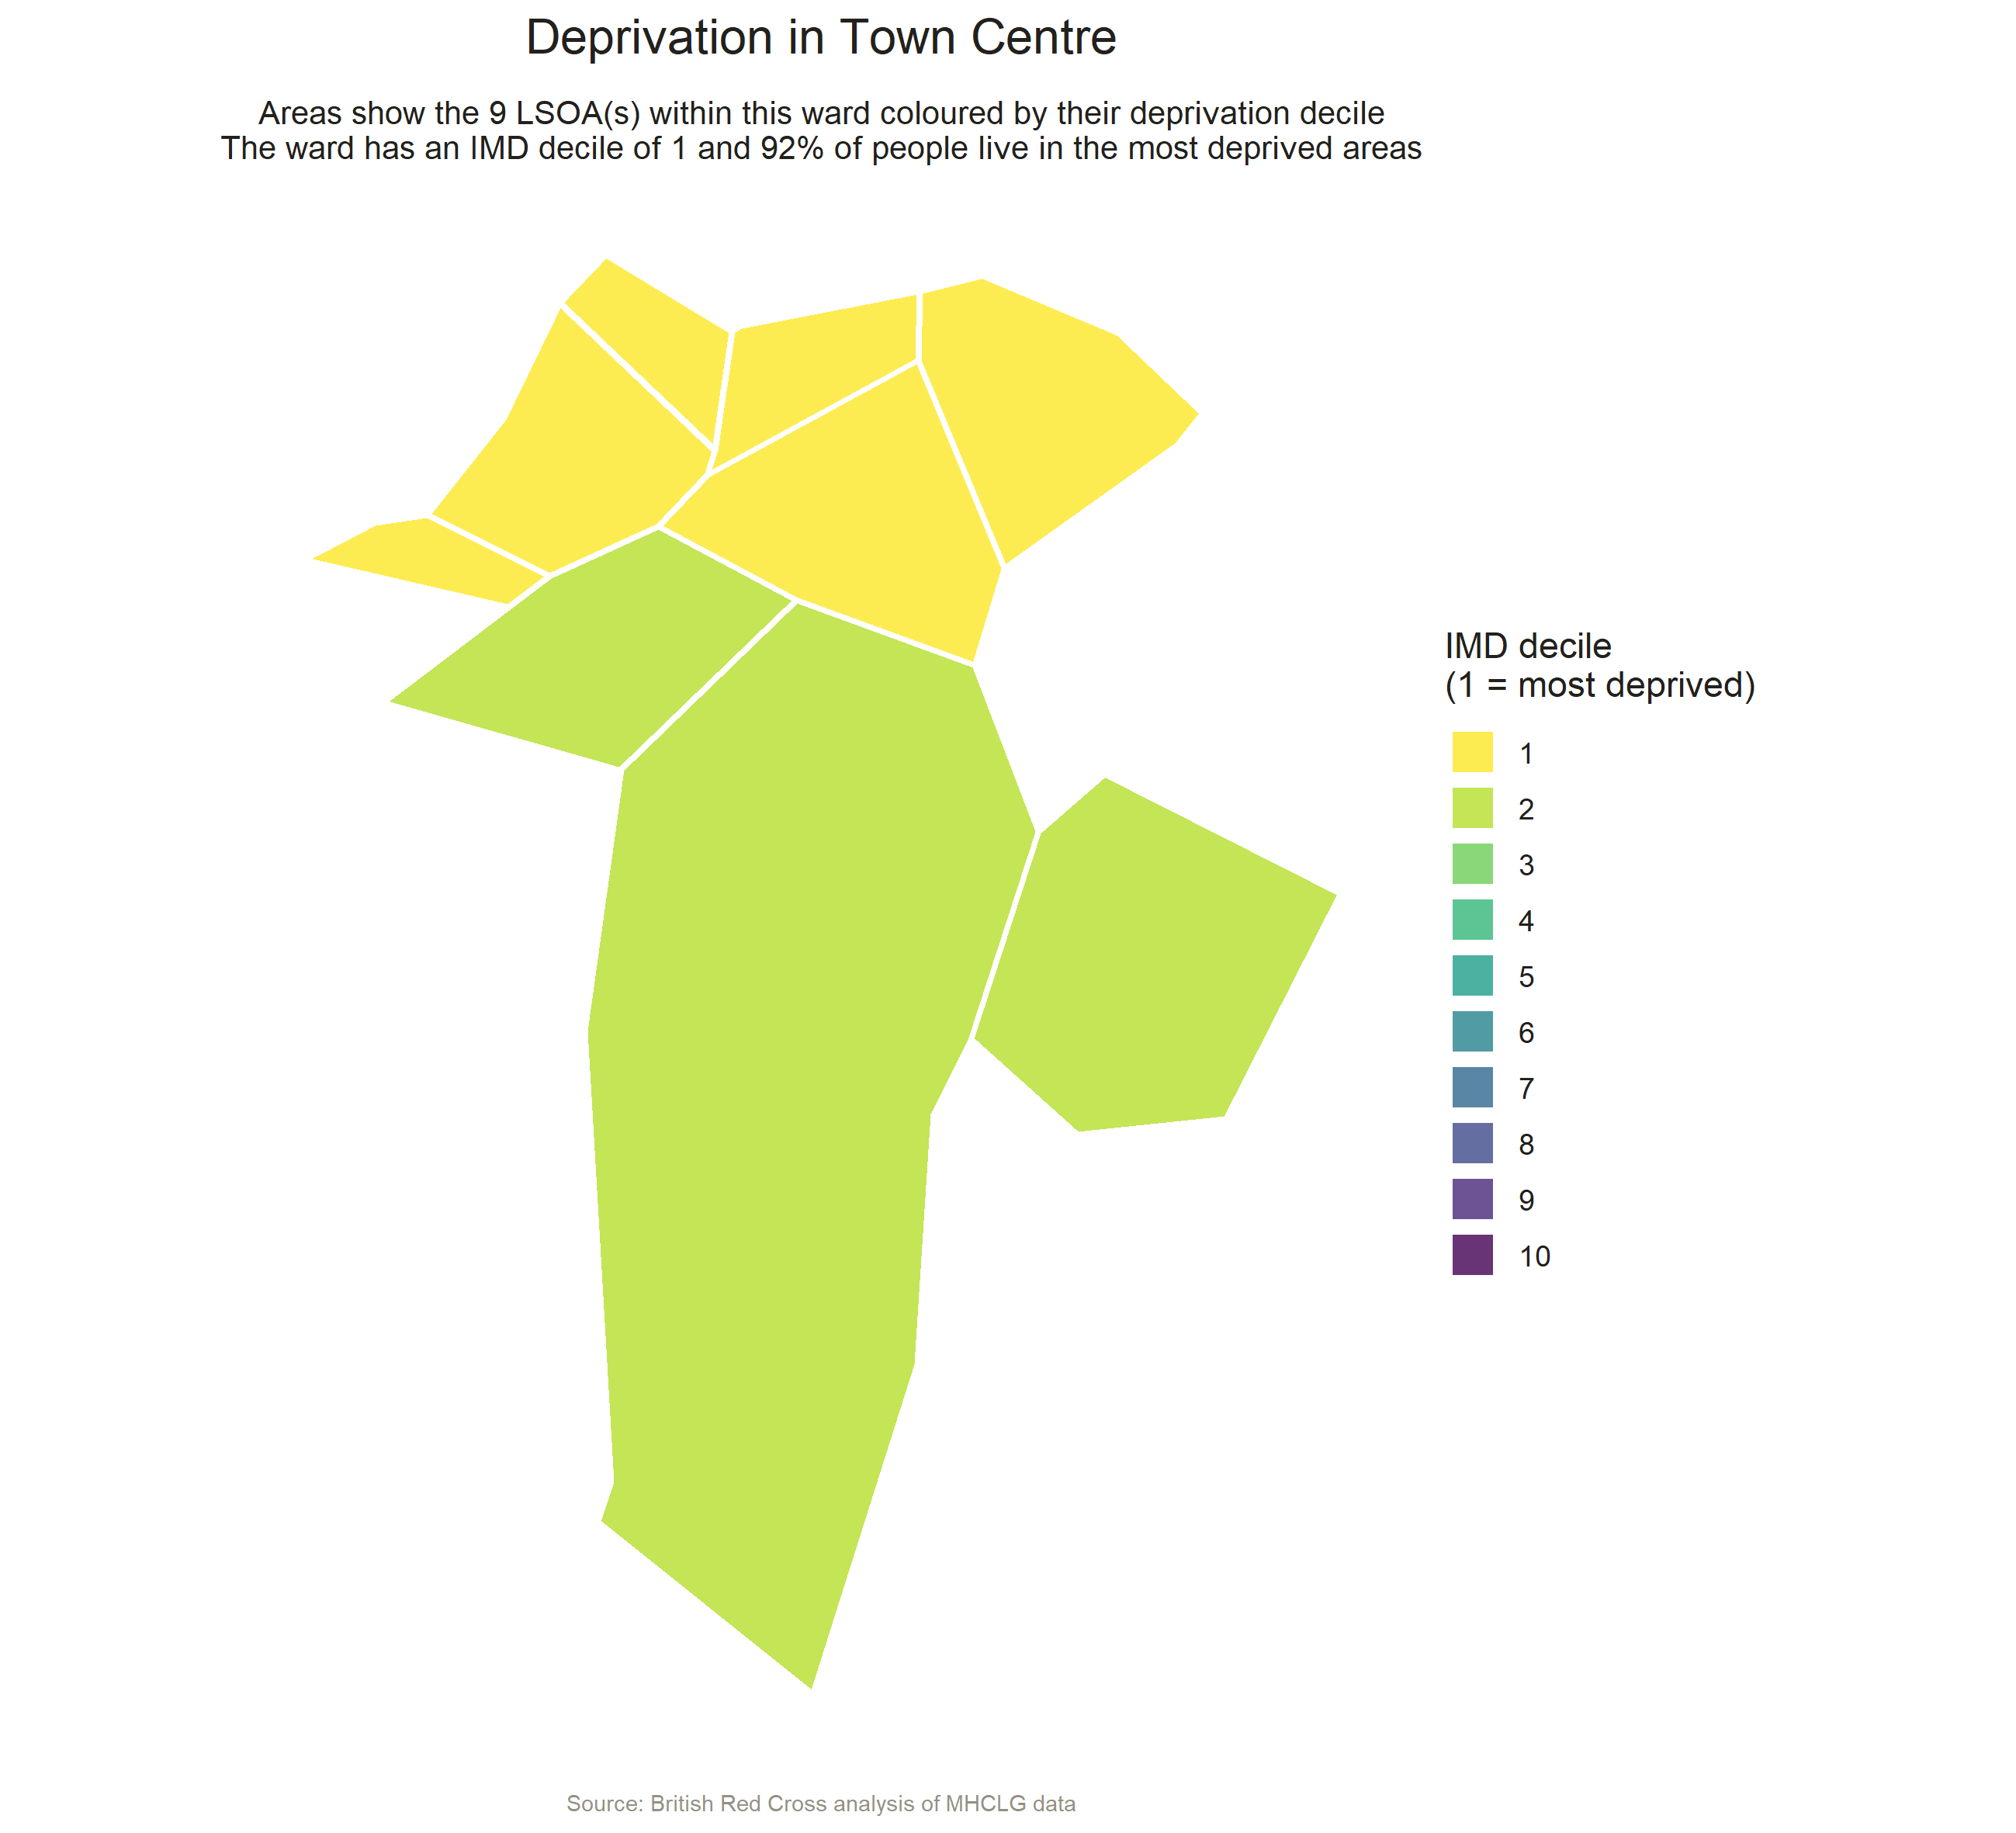 Deprivation in Town Centre
Areas show the 9 LSOA(s) within this ward coloured by their deprivation decile
The ward has an IMD decile of 1 and 92% of people live in the most deprived areas
IMD decile
(1 = most deprived)
1
2
3
4
5
6
7
8
9
10
Source: British Red Cross analysis of MHCLG data